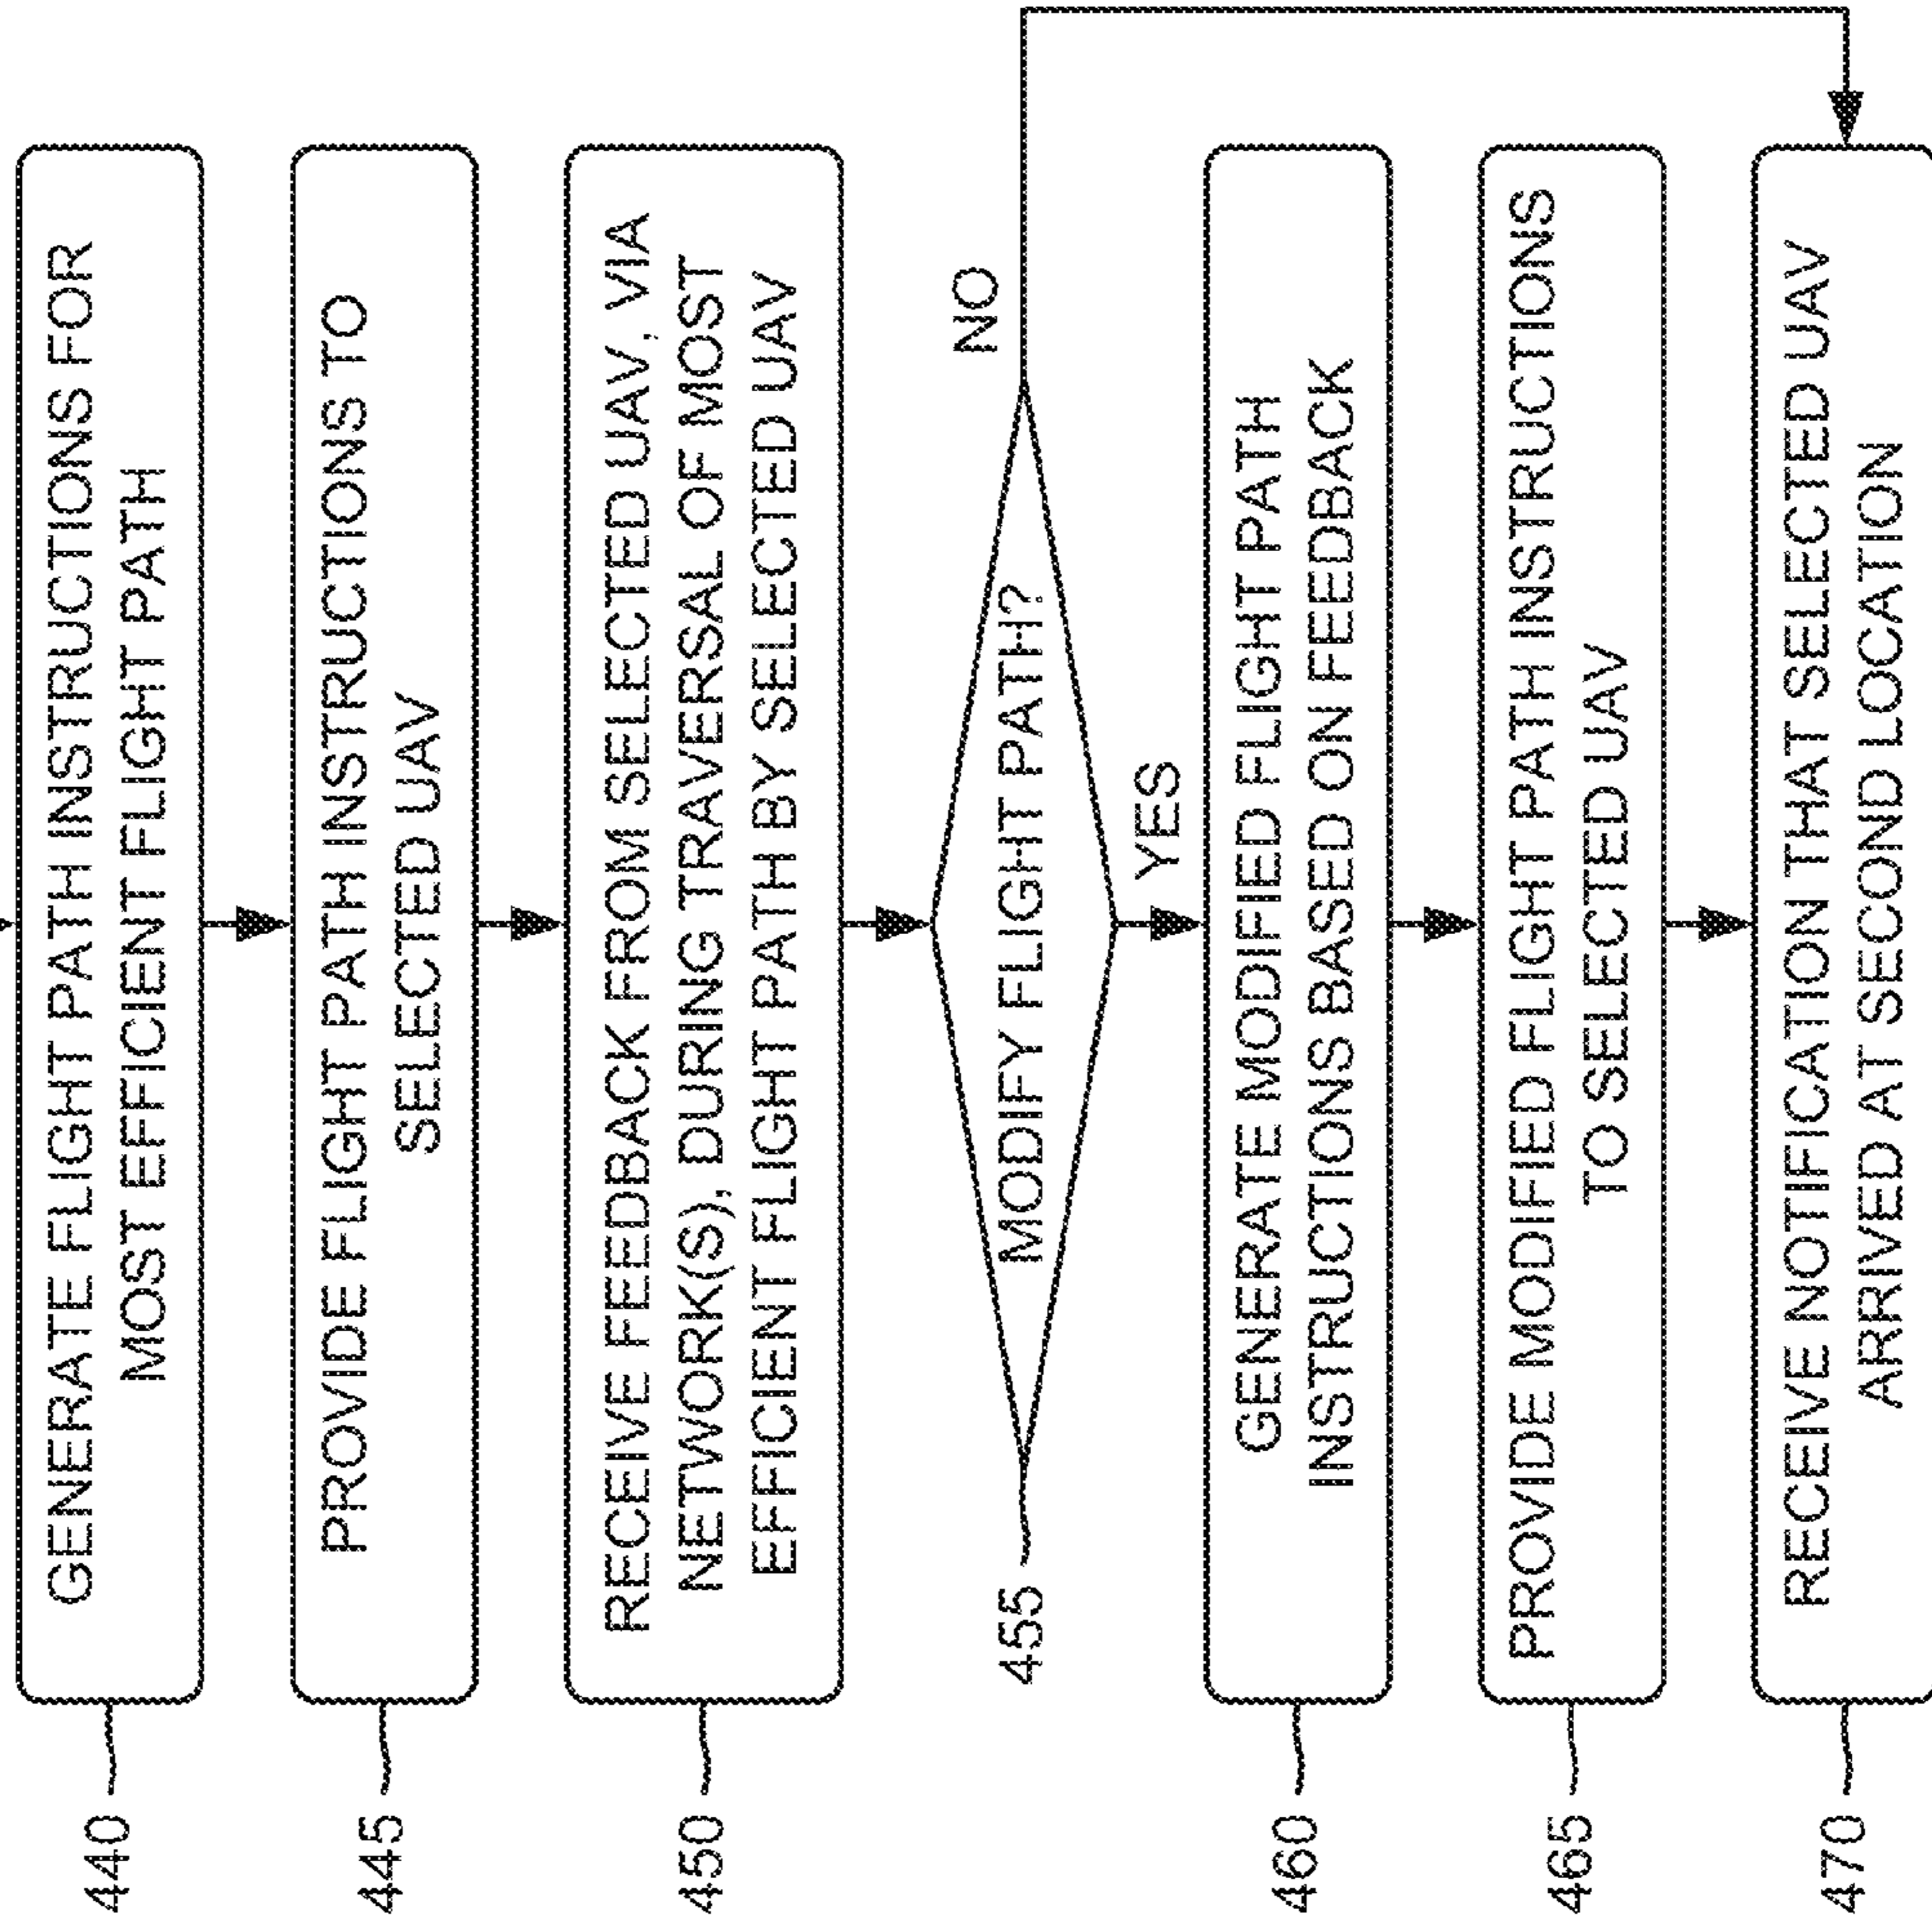 440
GENERATE FLIGHT PATH INSTRUCTIONS FOR
MOST EFFICIENT FLIGHT PATH
445
PROVIDE FLIGHT PATH INSTRUCTIONS TO
SELECTED UAV
450
RECEIVE FEEDBACK FROM SELECTED UAV, VIA
NETWORK(S), DURING TRAVERSAL OF MOST
EFFICIENT FLIGHT PATH BY SELECTED UAV
455
MODIFY FLIGHT PATH?
NO
YES
460
GENERATE MODIFIED FLIGHT PATH
INSTRUCTIONS BASED ON FEEDBACK
465
PROVIDE MODIFIED FLIGHT PATH INSTRUCTIONS
TO SELECTED UAV
470
RECEIVE NOTIFICATION THAT SELECTED UAV
ARRIVED AT SECOND LOCATION